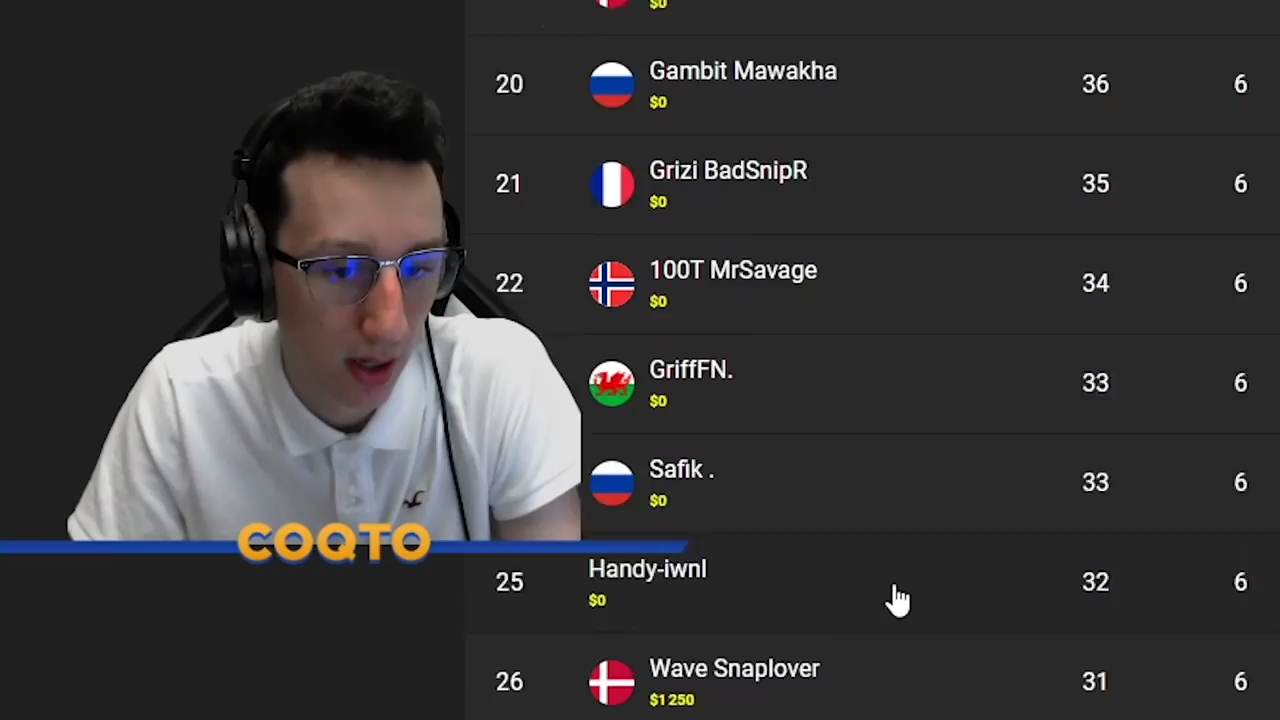 $0
20 Gambit Mawakha 36 6
$0
21 Grizi BadSnipR 35 6
$0
22 100T MrSavage 34 6
$0
GriffFN. 33 6
$0
Safik . 33 6
$0
COQTO
25 Handy-iwnl 32 6
$0
26 Wave Snaplover 31 6
$1 250